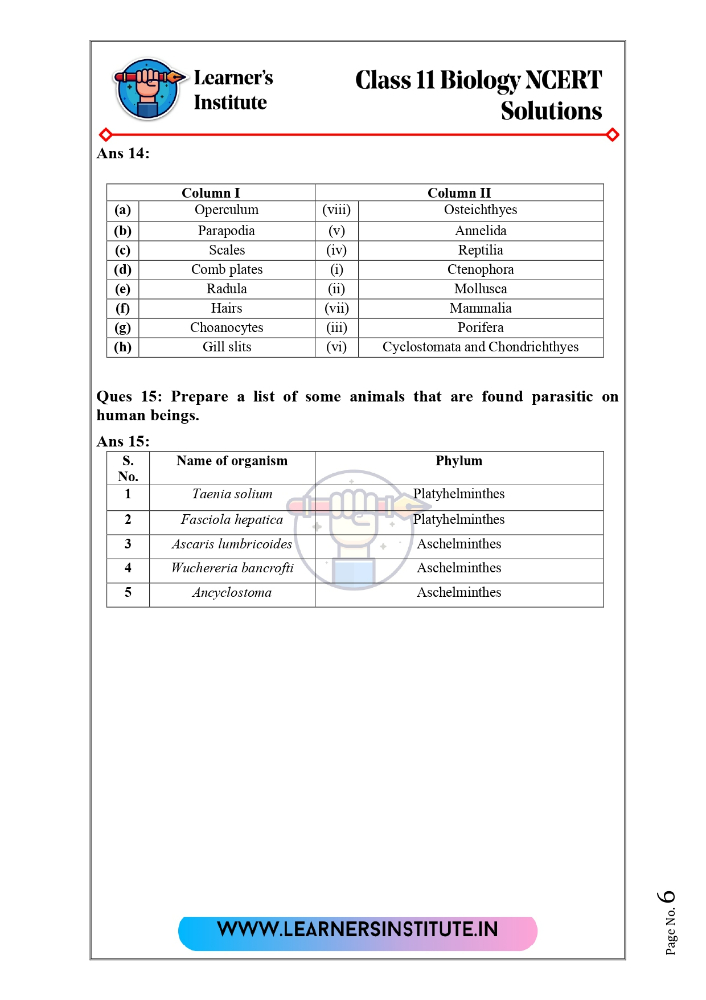 Learner's
Institute
Class 11 Biology NCERT
Solutions
Ans 14:
Column I Column II
(a) Operculum (viii) Osteichthyes
(b) Parapodia (v) Annelida
(c) Scales (iv) Reptilia
(d) Comb plates (i) Ctenophora
(e) Radula (ii) Mollusca
(f) Hairs (vii) Mammalia
(g) Choanocytes (iii) Porifera
(h) Gill slits (vi) Cyclostomata and Chondrichthyes
Ques 15: Prepare a list of some animals that are found parasitic on
human beings.
Ans 15:
S. Name of organism Phylum
No.
1 Taenia solium Platyhelminthes
2 Fasciola hepatica Platyhelminthes
3 Ascaris lumbricoides Aschelminthes
4 Wuchereria bancrofti Aschelminthes
5 Ancyclostoma Aschelminthes
WWW.LEARNERSINSTITUTE.IN
Page No. 6